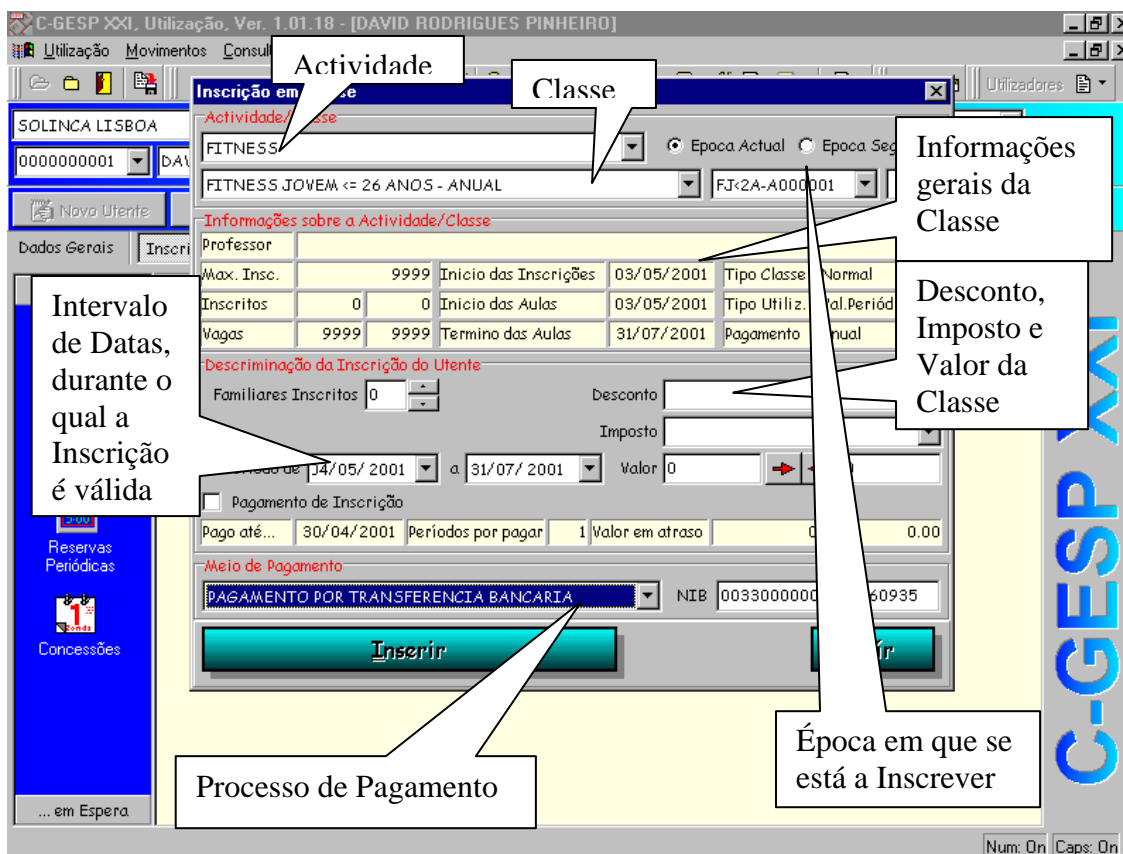 C-GESP XXI, Utilização, Ver. 1.01.18 - [DAVID RODRIGUES PINHEIRO]
Utilização Movimentos
Actividade
Classe
Utilizadores
Inscrição em
SOLINCA LISBOA
0000000001
Actividade/Classe
FITNESS
Epoca Actual Epoca
FITNESS JOVEM <= 26 ANOS - ANUAL FJ<2A-A000001
Informações
gerais da
Classe
Novo Utente
Dados Gerais
Informações sobre a Actividade/Classe
Professor
Max. Insc. 9999 Inicio das Inscrições 03/05/2001 Tipo Classe Normal
Inscritos 0 0 Inicio das Aulas 03/05/2001 Tipo Utiliz.
Vagas 9999 9999 Termino das Aulas 31/07/2001 Pagamento
Intervalo
de Datas,
durante o
qual a
Inscrição
é válida
Desconto,
Imposto e
Valor da
Classe
Descriminação da Inscrição do Utente
Familiares Inscritos 0 Desconto
Imposto
04/05/2001 a 31/07/2001 Valor 0
Pagamento de Inscrição
Pago até... 30/04/2001 Períodos por pagar 1 Valor em atraso 0.00
Meio de Pagamento
PAGAMENTO POR TRANSFERENCIA BANCARIA NIB
Inserir
Reservas
Periódicas
Concessões
... em Espera
C-GESP XXI
Processo de Pagamento
Época em que se
está a Inscrever
Num: On Caps: On